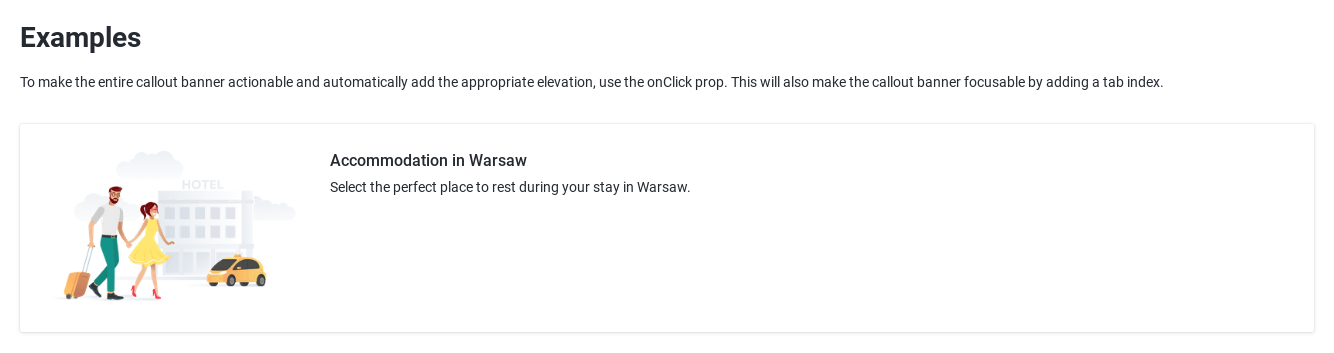 Examples
To make the entire callout banner actionable and automatically add the appropriate elevation, use the onClick prop. This will also make the callout banner focusable by adding a tab index.
HOTEL
Accommodation in Warsaw
Select the perfect place to rest during your stay in Warsaw.